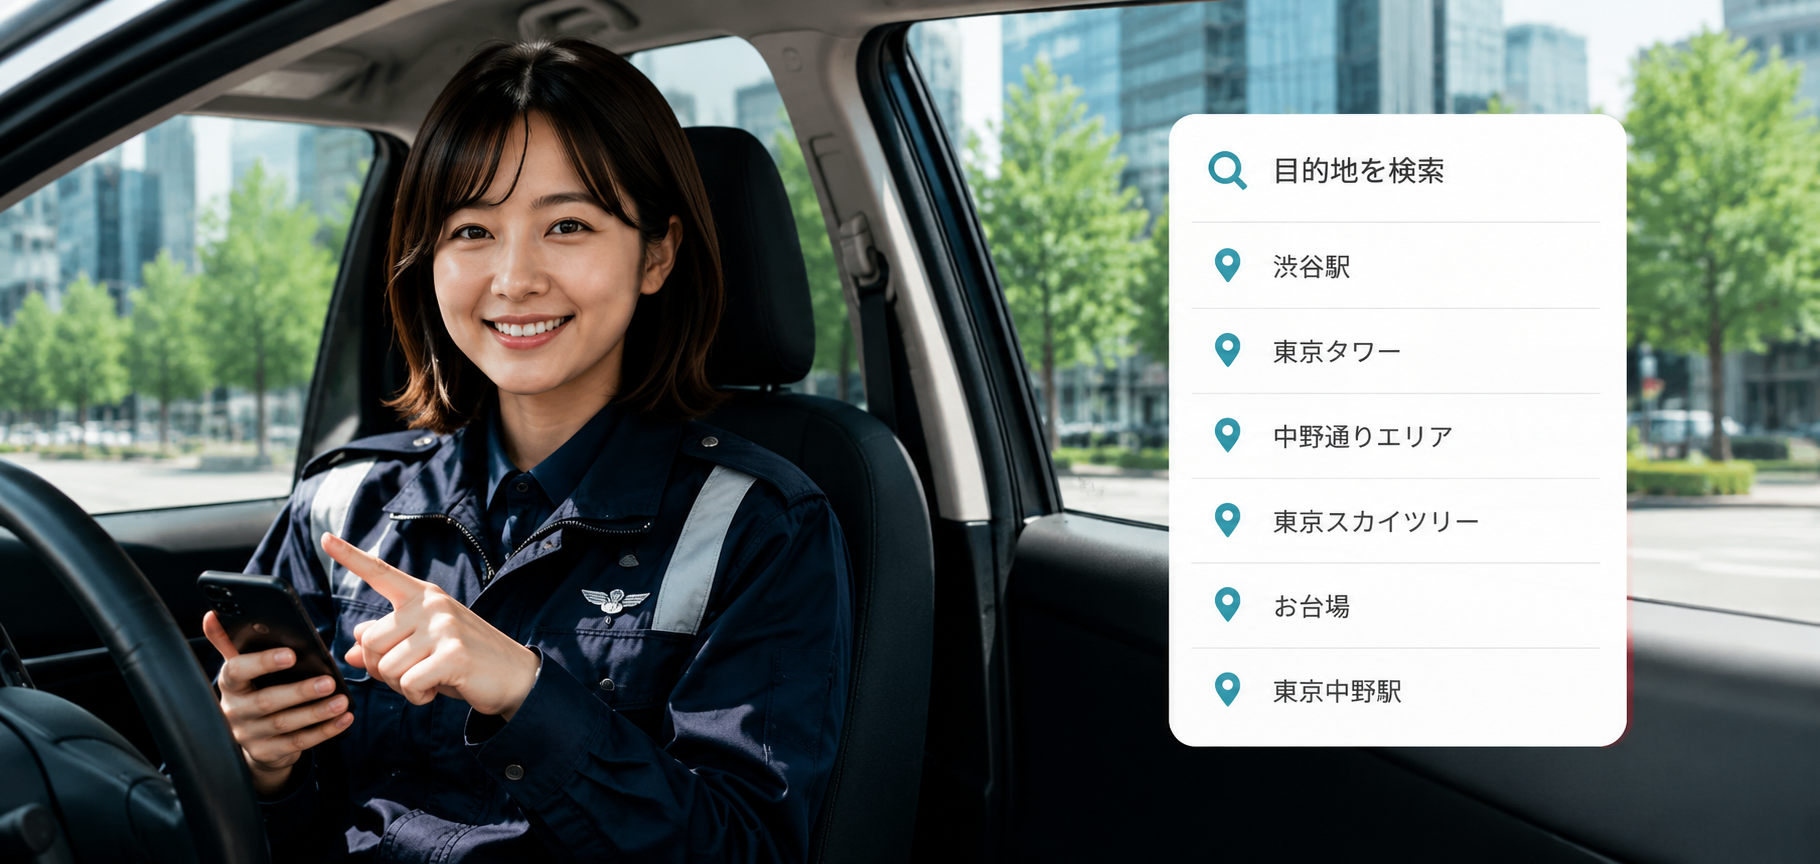 目的地を検索
渋谷駅
東京タワー
中野通りエリア
東京スカイツリー
お台場
東京中野駅